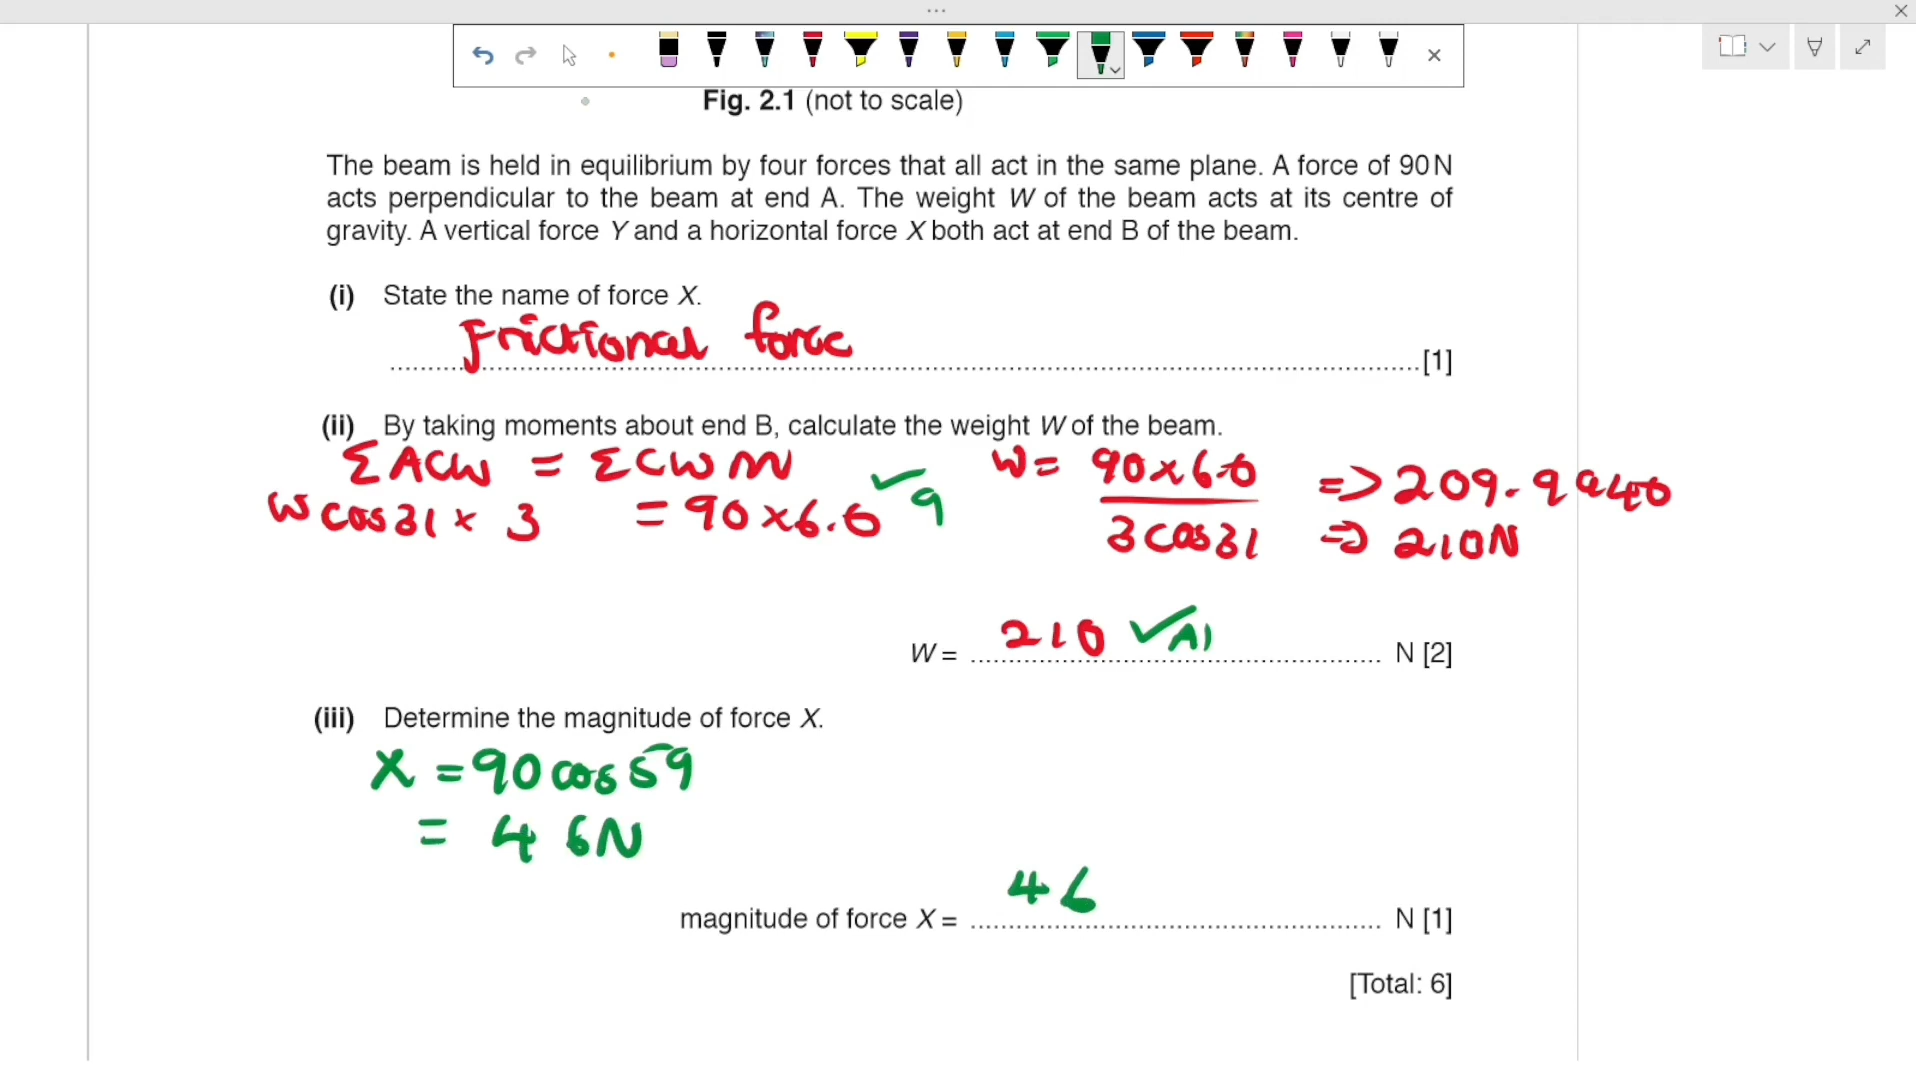 Fig. 2.1 (not to scale)
The beam is held in equilibrium by four forces that all act in the same plane. A force of 90 N
acts perpendicular to the beam at end A. The weight W of the beam acts at its centre of
gravity. A vertical force Y and a horizontal force X both act at end B of the beam.
(i) State the name of force X.
Frictional force [1]
(ii) By taking moments about end B, calculate the weight W of the beam.
ΣACW = ΣCWM W = 90×6.0 => 209.9940
W cos31 × 3 = 90×6.0 ✓9 3cos31 => 210N
W = 210 ✓A1 N [2]
(iii) Determine the magnitude of force X.
X = 90 cos 59
= 46N
magnitude of force X = 46 N [1]
[Total: 6]